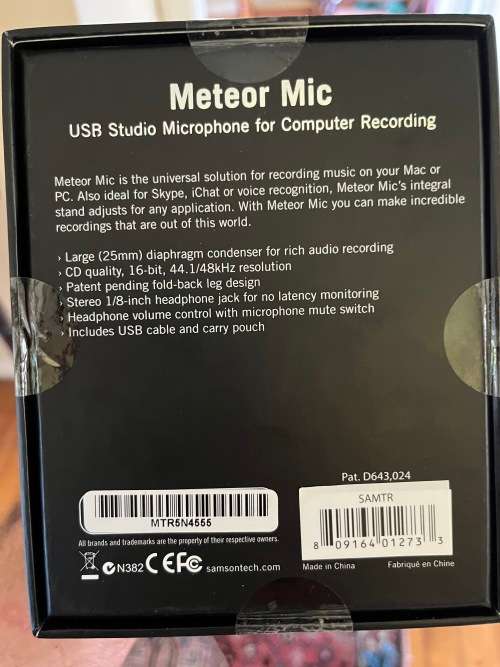 Meteor Mic
USB Studio Microphone for Computer Recording
Meteor Mic is the universal solution for recording music on your Mac or
PC. Also ideal for Skype, iChat or voice recognition, Meteor Mic's integral
stand adjusts for any application. With Meteor Mic you can make incredible
recordings that are out of this world.
› Large (25mm) diaphragm condenser for rich audio recording
› CD quality, 16-bit, 44.1/48kHz resolution
› Patent pending fold-back leg design
› Stereo 1/8-inch headphone jack for no latency monitoring
› Headphone volume control with microphone mute switch
› Includes USB cable and carry pouch
Pat. D643,024
MTR5N4555
SAMTR
8 09164 01273 3
All brands and trademarks are the property of their respective owners.
N382 CE FC samsontech.com
Made in China Fabriqué en Chine